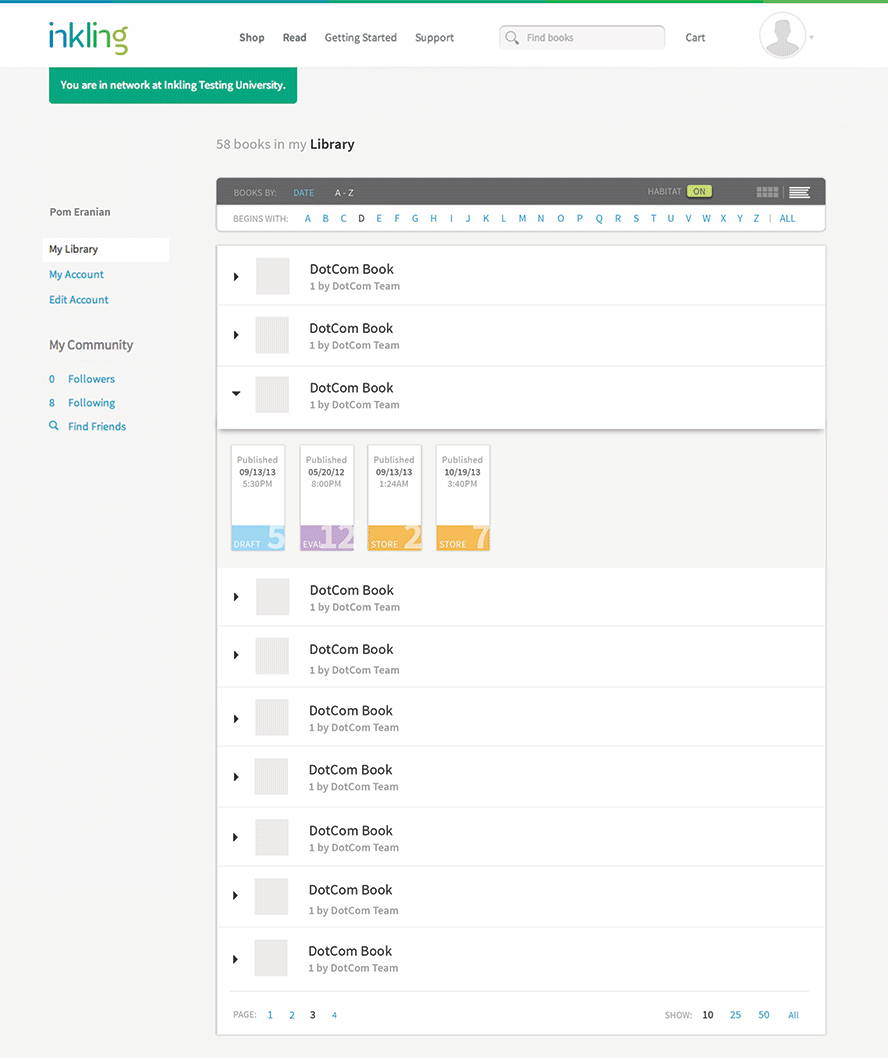 inkling
Shop Read Getting Started Support Find books Cart
You are in network at Inkling Testing University.
58 books in my Library
BOOKS BY: DATE A - Z HABITAT ON
BEGINS WITH: A B C D E F G H I J K L M N O P Q R S T U V W X Y Z | ALL
Pom Eranian
My Library
My Account
Edit Account
My Community
0 Followers
8 Following
Find Friends
DotCom Book
1 by DotCom Team
DotCom Book
1 by DotCom Team
DotCom Book
1 by DotCom Team
Published
09/13/13
5:30PM
DRAFT 5
Published
05/20/12
8:00PM
EVAL 12
Published
09/13/13
1:24AM
STORE 2
Published
10/19/13
3:40PM
STORE 7
DotCom Book
1 by DotCom Team
DotCom Book
1 by DotCom Team
DotCom Book
1 by DotCom Team
DotCom Book
1 by DotCom Team
DotCom Book
1 by DotCom Team
DotCom Book
1 by DotCom Team
DotCom Book
1 by DotCom Team
PAGE: 1 2 3 4 SHOW: 10 25 50 All